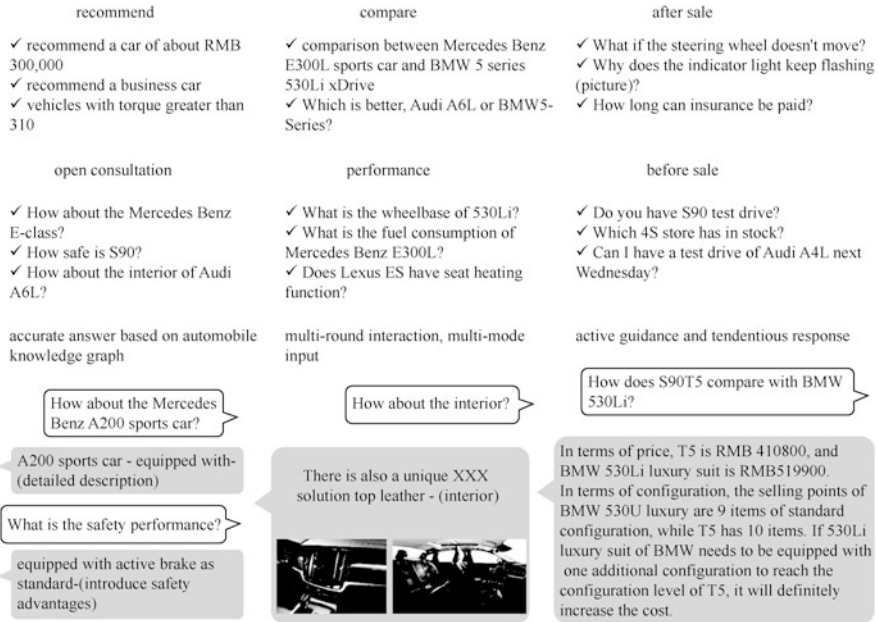 recommend
✓ recommend a car of about RMB
300,000
✓ recommend a business car
✓ vehicles with torque greater than
310
compare
✓ comparison between Mercedes Benz
E300L sports car and BMW 5 series
530Li xDrive
✓ Which is better, Audi A6L or BMW5-
Series?
after sale
✓ What if the steering wheel doesn't move?
✓ Why does the indicator light keep flashing
(picture)?
✓ How long can insurance be paid?
open consultation
✓ How about the Mercedes Benz
E-class?
✓ How safe is S90?
✓ How about the interior of Audi
A6L?
performance
✓ What is the wheelbase of 530Li?
✓ What is the fuel consumption of
Mercedes Benz E300L?
✓ Does Lexus ES have seat heating
function?
before sale
✓ Do you have S90 test drive?
✓ Which 4S store has in stock?
✓ Can I have a test drive of Audi A4L next
Wednesday?
accurate answer based on automobile
knowledge graph
How about the Mercedes
Benz A200 sports car?
A200 sports car - equipped with-
(detailed description)
What is the safety performance?
equipped with active brake as
standard-(introduce safety
advantages)
multi-round interaction, multi-mode
input
How about the interior?
There is also a unique XXX
solution top leather - (interior)
active guidance and tendentious response
How does S90T5 compare with BMW
530Li?
In terms of price, T5 is RMB 410800, and
BMW 530Li luxury suit is RMB519900.
In terms of configuration, the selling points of
BMW 530U luxury are 9 items of standard
configuration, while T5 has 10 items. If 530Li
luxury suit of BMW needs to be equipped with
one additional configuration to reach the
configuration level of T5, it will definitely
increase the cost.